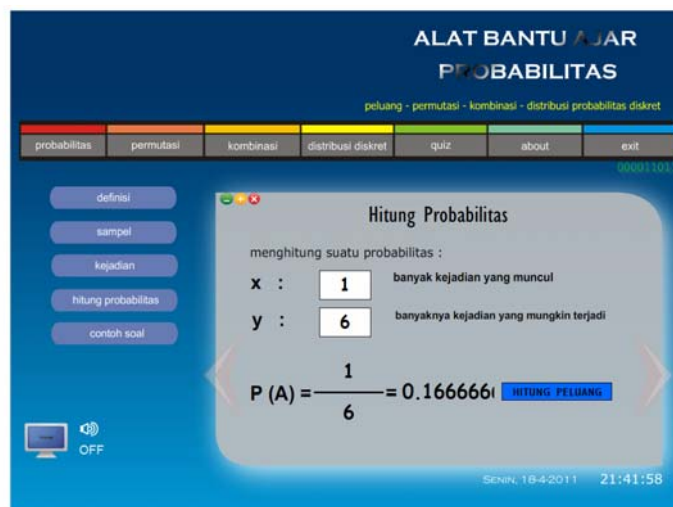 ALAT BANTU AJAR
PROBABILITAS
peluang - permutasi - kombinasi - distribusi probabilitas diskret
probabilitas permutasi kombinasi distribusi diskret quiz about exit
00001101
definisi
sampel
kejadian
hitung probabilitas
contoh soal
Hitung Probabilitas
menghitung suatu probabilitas :
x : 1 banyak kejadian yang muncul
y : 6 banyaknya kejadian yang mungkin terjadi
P (A) = 1 / 6 = 0.166666 HITUNG PELUANG
OFF
SENIN, 18-4-2011 21:41:58